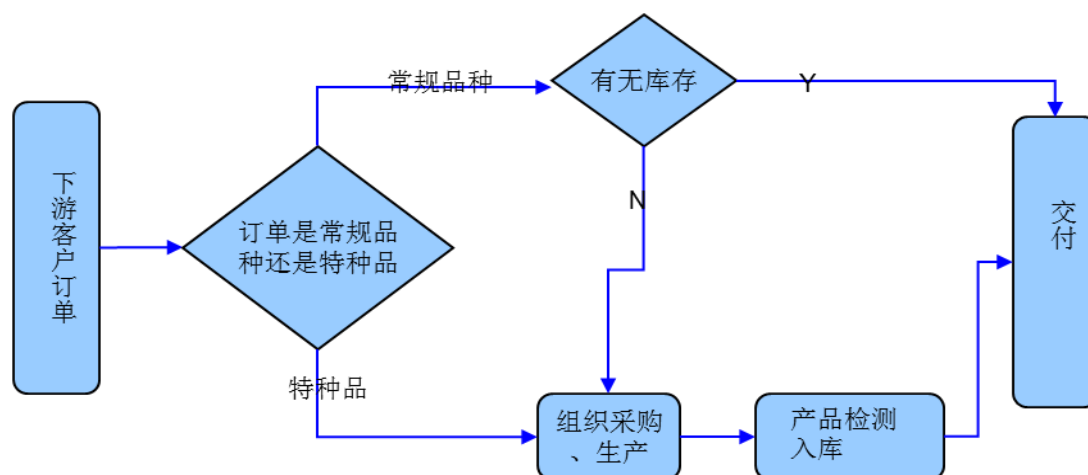 常规品种
有无库存
Y
下游客户订单
订单是常规品
种还是特种品
N
交付
特种品
组织采购
、生产
产品检测
入库